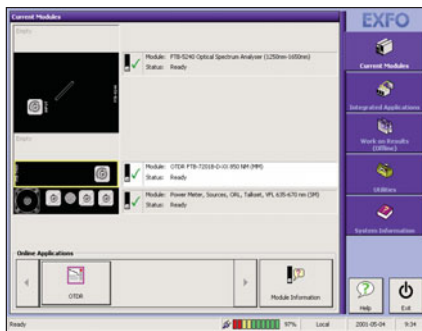 Current Modules
EXFO
Empty
Module: FTB-5240 Optical Spectrum Analyser (1250nm-1650nm)
Status: Ready
Current Modules
Integrated Applications
Empty
Work on Results
(Offline)
Module: OTDR FTB-7201B-D-XX 850 NM (MM)
Status: Ready
Utilities
Module: Power Meter, Sources, ORL, Talkset, VFL 635-670 nm (SM)
Status: Ready
System Information
Online Applications
OTDR
Module Information
Help
Exit
Ready
97%
Local
2001-05-04
9:34